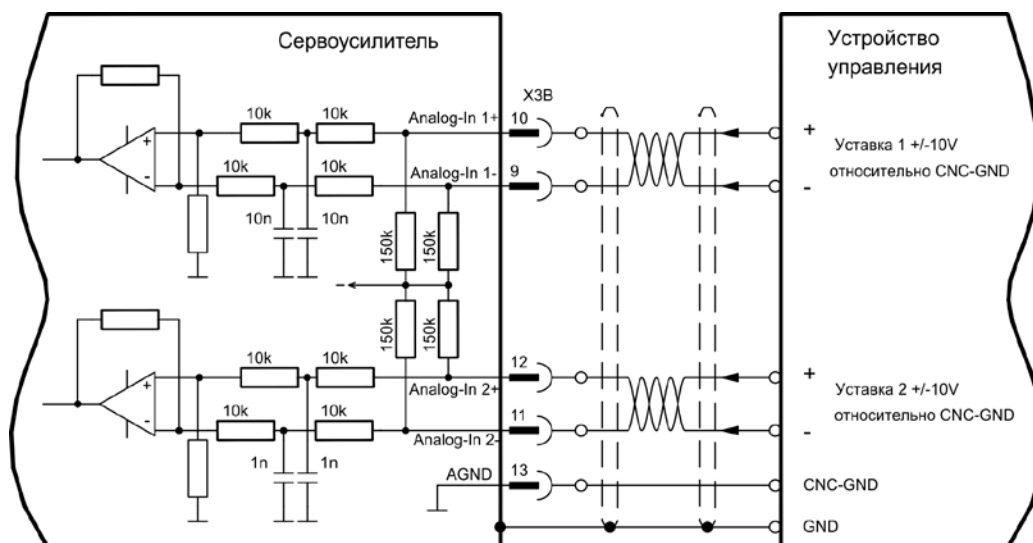 Сервоусилитель
Устройство
управления
X3B
10k
10k
Analog-In 1+
10
+
+
Уставка 1 +/-10V
относительно CNC-GND
10k
10k
Analog-In 1-
9
-
-
10n
10n
150k
150k
-
150k
150k
10k
10k
12
+
+
Analog-In 2+
Уставка 2 +/-10V
относительно CNC-GND
10k
10k
11
-
-
Analog-In 2-
1n
1n
AGND
13
CNC-GND
GND